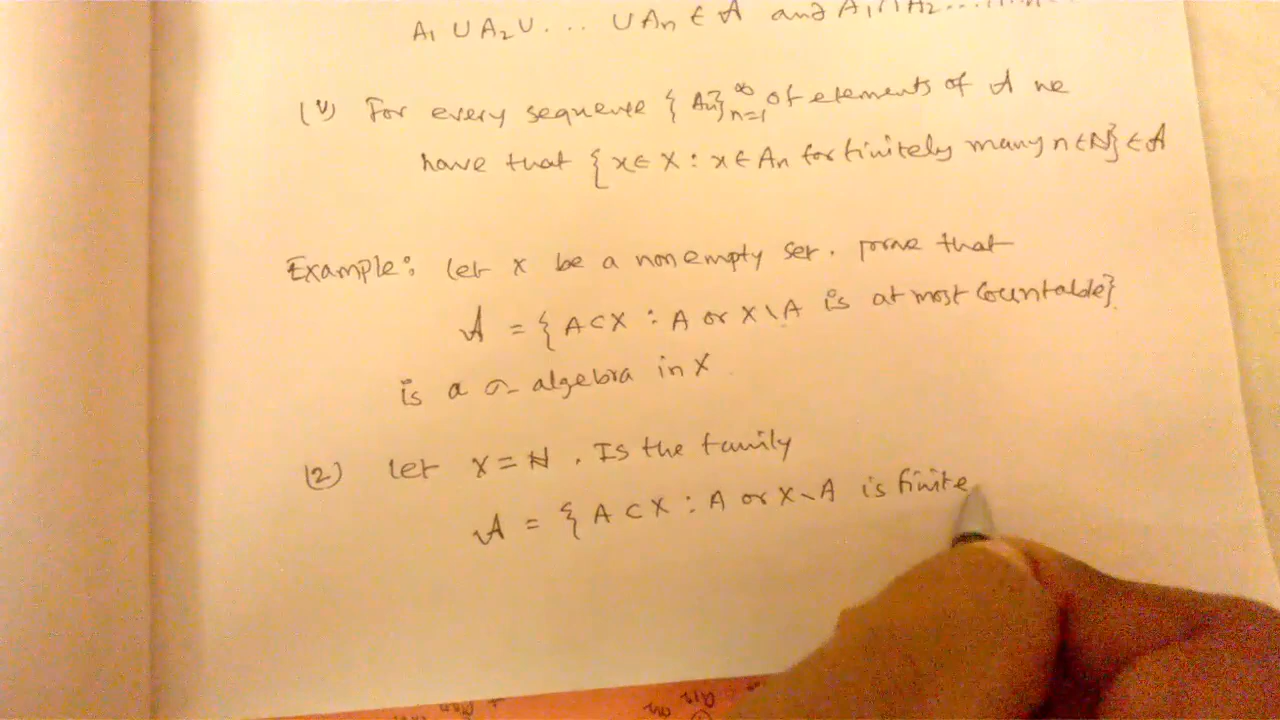 A₁ ∪ A₂ ∪ ... ∪ Aₙ ∈ 𝒜 and A₁ ∩ A₂ ...
(v) For every sequence {Aₙ}ₙ₌₁^∞ of elements of 𝒜 we
have that {x ∈ X : x ∈ Aₙ for finitely many n ∈ ℕ} ∈ 𝒜
Example: let X be a nonempty set. prove that
𝒜 = {A ⊂ X : A or X \ A is at most countable}
is a σ- algebra in X
(2) let X = ℕ. Is the family
𝒜 = { A ⊂ X : A or X \ A is finite